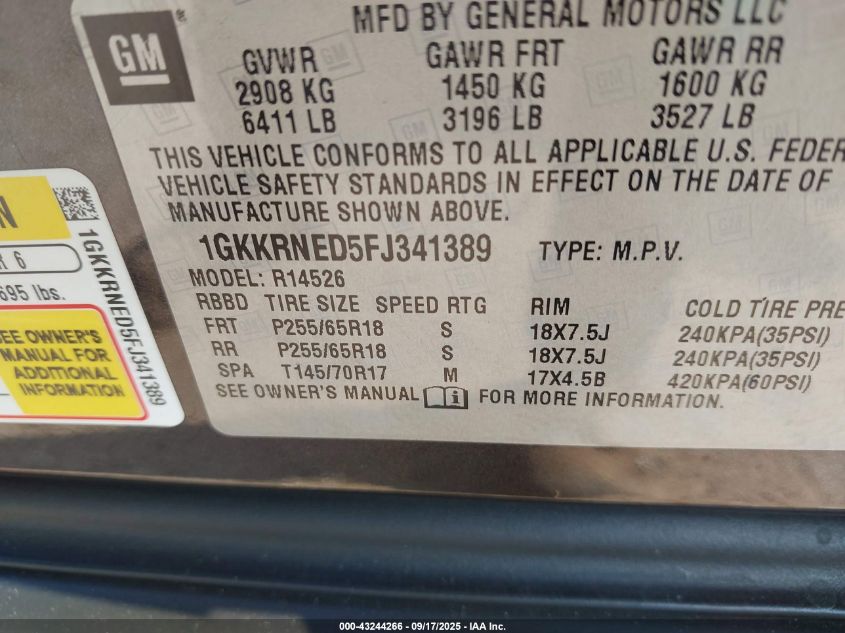 MFD BY GENERAL MOTORS LLC
GM ®
GVWR GAWR FRT GAWR RR
2908 KG 1450 KG 1600 KG
6411 LB 3196 LB 3527 LB
THIS VEHICLE CONFORMS TO ALL APPLICABLE U.S. FEDER
VEHICLE SAFETY STANDARDS IN EFFECT ON THE DATE OF
MANUFACTURE SHOWN ABOVE.
1GKKRNED5FJ341389 TYPE: M.P.V.
MODEL: R14526
RBBD TIRE SIZE SPEED RTG RIM COLD TIRE PRE
FRT P255/65R18 S 18X7.5J 240KPA(35PSI)
RR P255/65R18 S 18X7.5J 240KPA(35PSI)
SPA T145/70R17 M 17X4.5B 420KPA(60PSI)
SEE OWNER'S MANUAL FOR MORE INFORMATION.
N
R 6
695 lbs.
SEE OWNER'S
MANUAL FOR
ADDITIONAL
INFORMATION
1GKKRNED5FJ341389
000-43244266 - 09/17/2025 - IAA Inc.